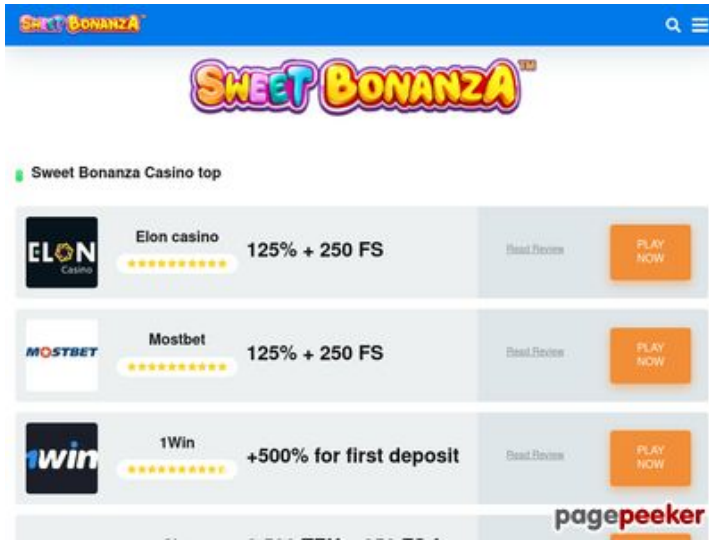 SWEET BONANZA
SWEET BONANZA™
Sweet Bonanza Casino top
ELON
Casino
Elon casino
125% + 250 FS
Read Review
PLAY
NOW
MOSTBET
Mostbet
125% + 250 FS
Read Review
PLAY
NOW
1win
1Win
+500% for first deposit
Read Review
PLAY
NOW
pagepeeker